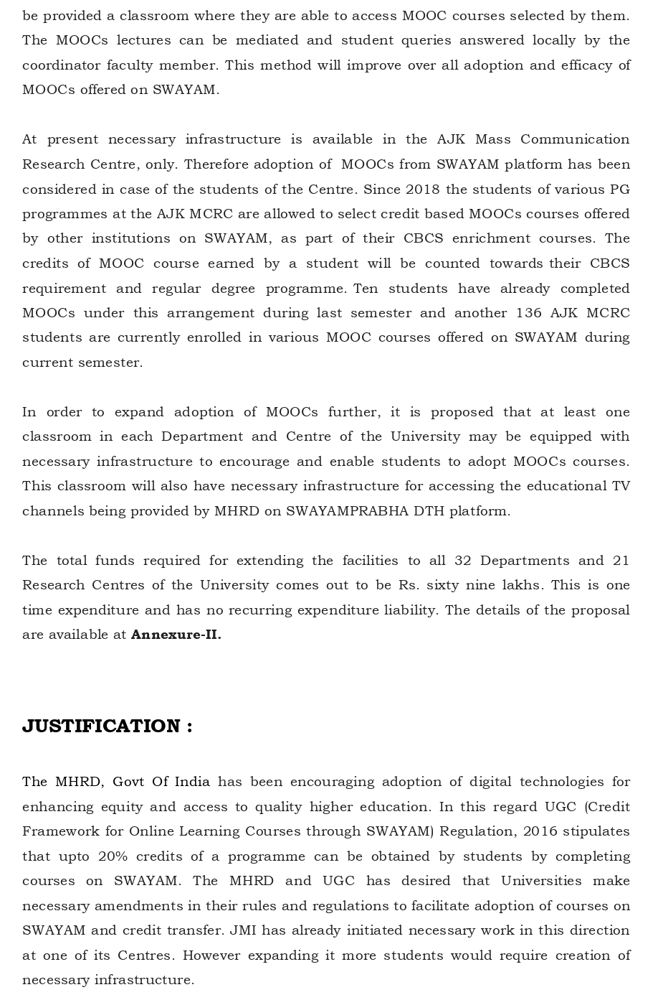 be provided a classroom where they are able to access MOOC courses selected by them.
The MOOCs lectures can be mediated and student queries answered locally by the
coordinator faculty member. This method will improve over all adoption and efficacy of
MOOCs offered on SWAYAM.
At present necessary infrastructure is available in the AJK Mass Communication
Research Centre, only. Therefore adoption of MOOCs from SWAYAM platform has been
considered in case of the students of the Centre. Since 2018 the students of various PG
programmes at the AJK MCRC are allowed to select credit based MOOCs courses offered
by other institutions on SWAYAM, as part of their CBCS enrichment courses. The
credits of MOOC course earned by a student will be counted towards their CBCS
requirement and regular degree programme. Ten students have already completed
MOOCs under this arrangement during last semester and another 136 AJK MCRC
students are currently enrolled in various MOOC courses offered on SWAYAM during
current semester.
In order to expand adoption of MOOCs further, it is proposed that at least one
classroom in each Department and Centre of the University may be equipped with
necessary infrastructure to encourage and enable students to adopt MOOCs courses.
This classroom will also have necessary infrastructure for accessing the educational TV
channels being provided by MHRD on SWAYAMPRABHA DTH platform.
The total funds required for extending the facilities to all 32 Departments and 21
Research Centres of the University comes out to be Rs. sixty nine lakhs. This is one
time expenditure and has no recurring expenditure liability. The details of the proposal
are available at Annexure-II.
JUSTIFICATION :
The MHRD, Govt Of India has been encouraging adoption of digital technologies for
enhancing equity and access to quality higher education. In this regard UGC (Credit
Framework for Online Learning Courses through SWAYAM) Regulation, 2016 stipulates
that upto 20% credits of a programme can be obtained by students by completing
courses on SWAYAM. The MHRD and UGC has desired that Universities make
necessary amendments in their rules and regulations to facilitate adoption of courses on
SWAYAM and credit transfer. JMI has already initiated necessary work in this direction
at one of its Centres. However expanding it more students would require creation of
necessary infrastructure.